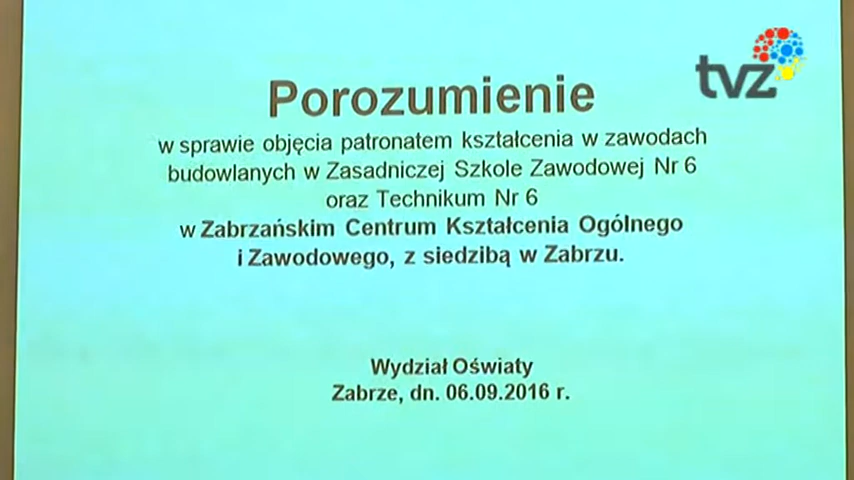 tvz
Porozumienie
w sprawie objęcia patronatem kształcenia w zawodach
budowlanych w Zasadniczej Szkole Zawodowej Nr 6
oraz Technikum Nr 6
w Zabrzańskim Centrum Kształcenia Ogólnego
i Zawodowego, z siedzibą w Zabrzu.
Wydział Oświaty
Zabrze, dn. 06.09.2016 r.